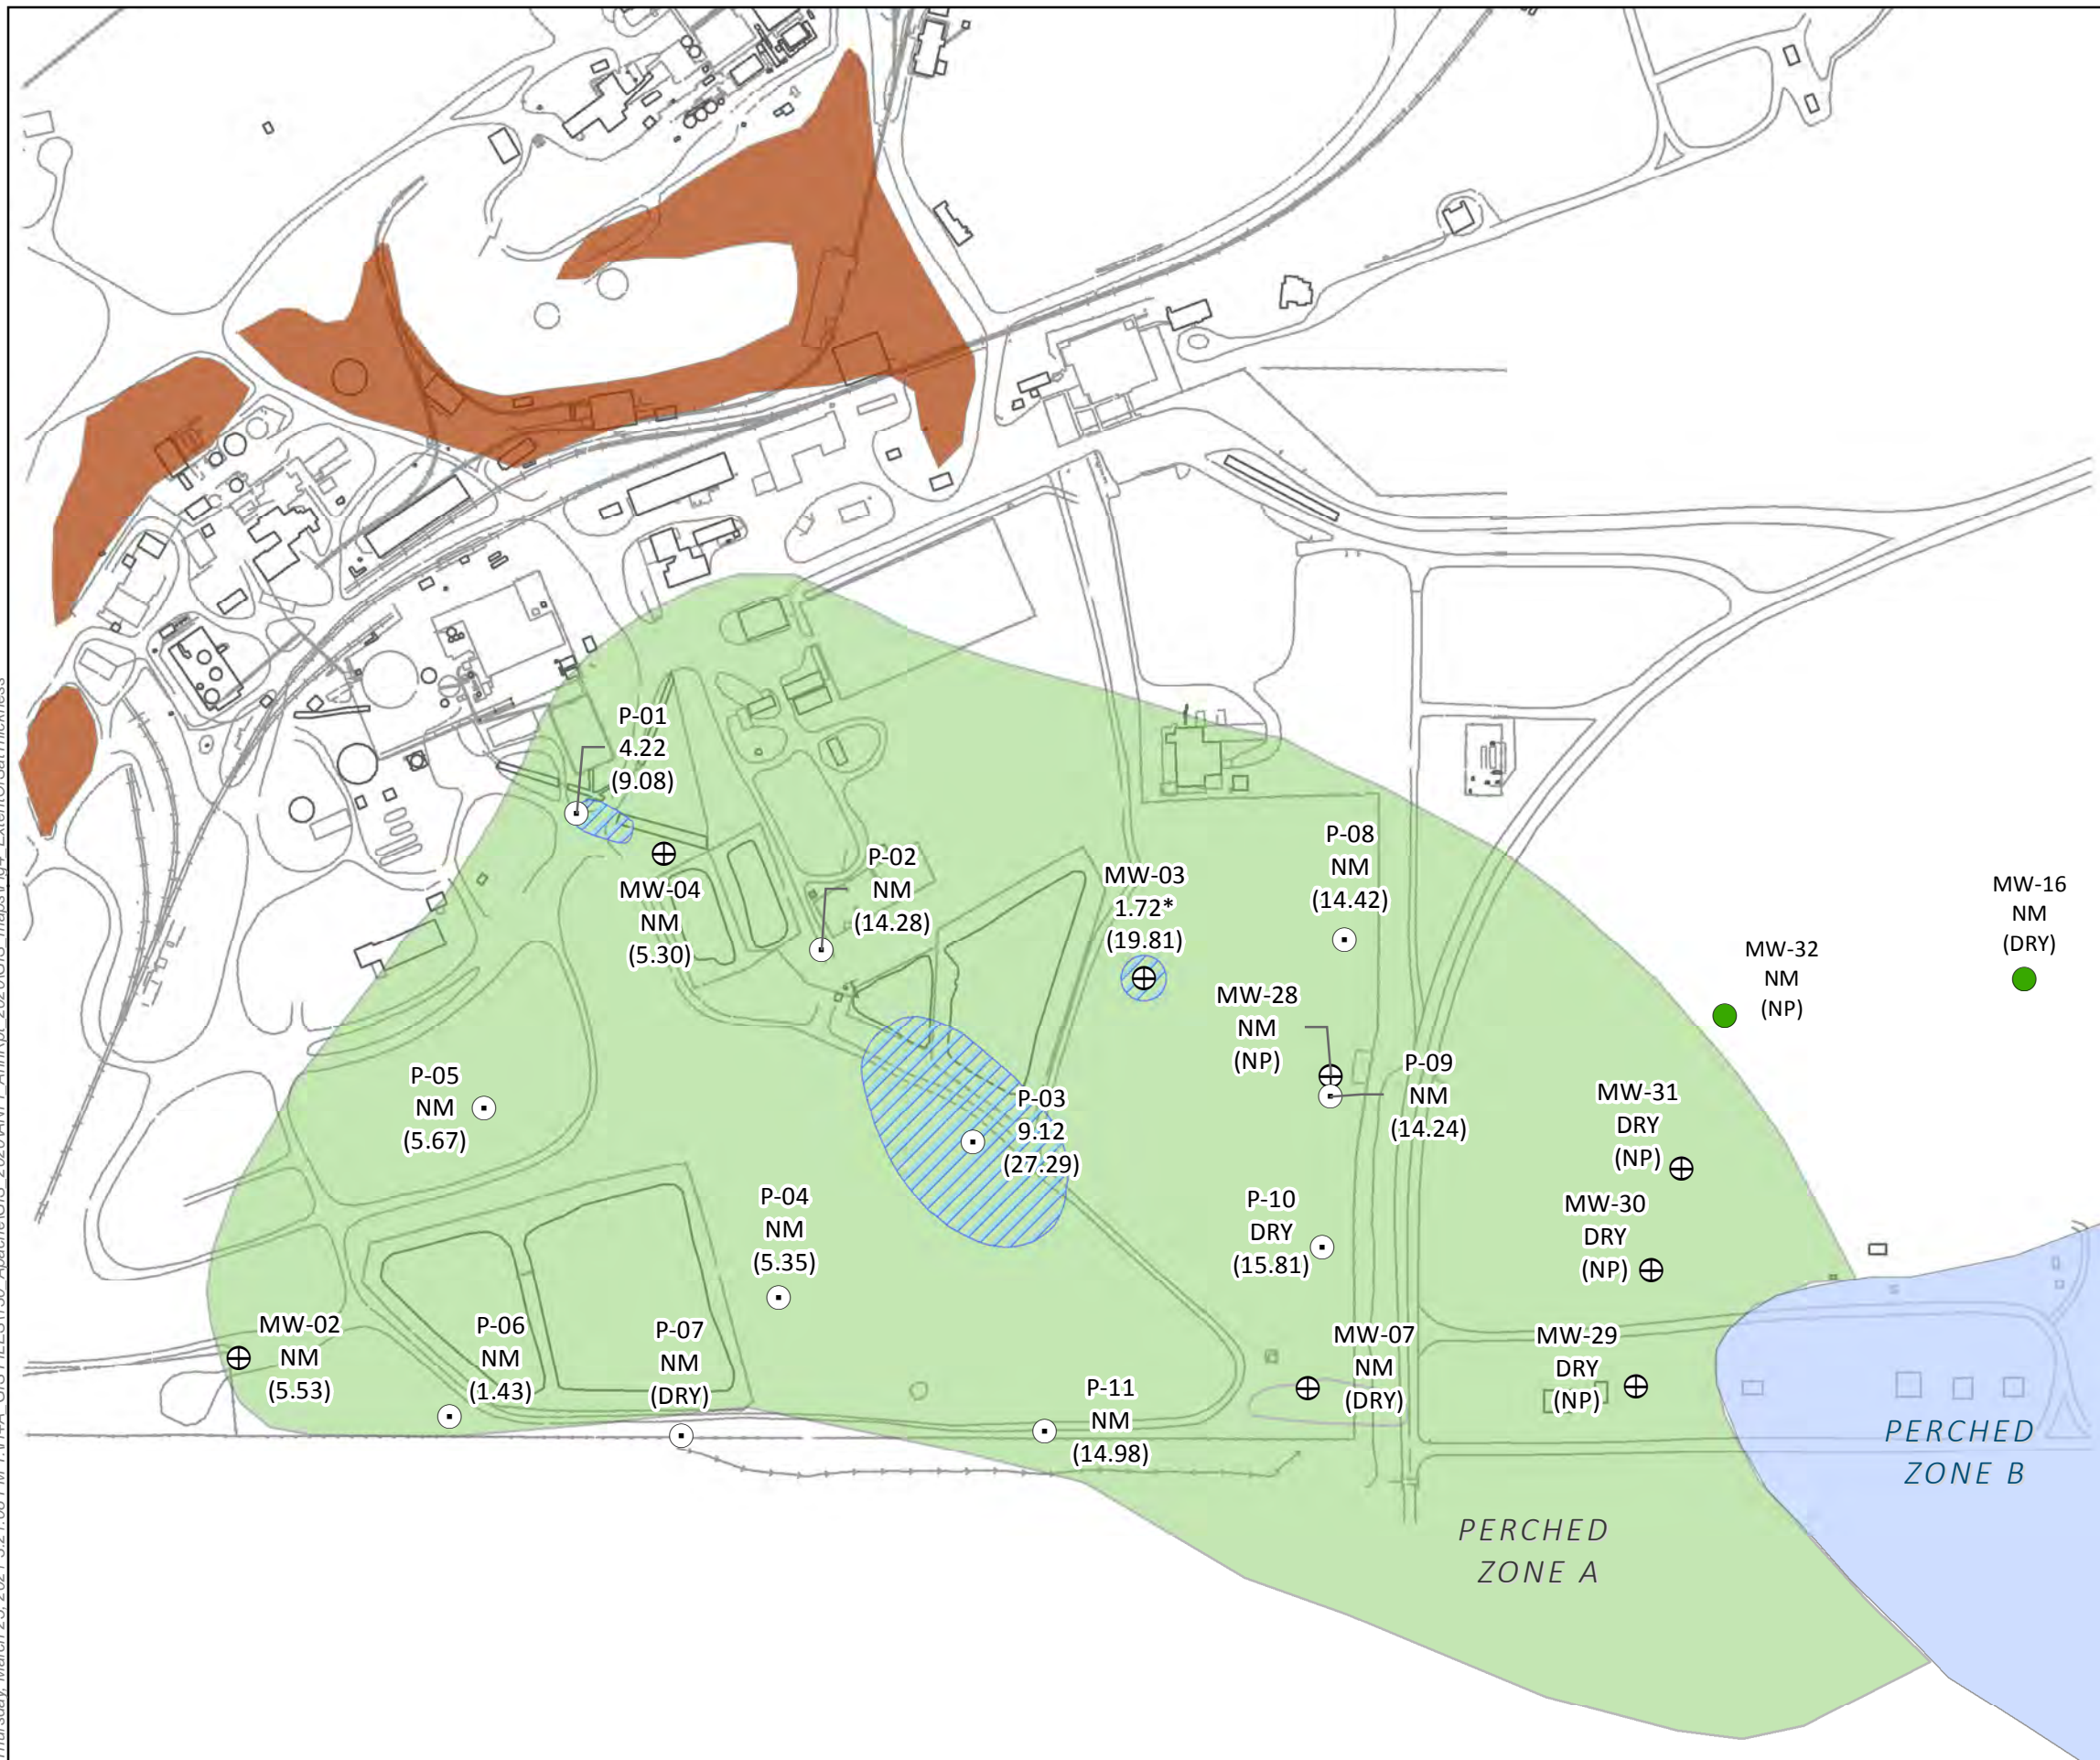 P-01
4.22
(9.08)
MW-04
NM
(5.30)
P-02
NM
(14.28)
MW-03
1.72*
(19.81)
P-08
NM
(14.42)
MW-16
NM
(DRY)
MW-32
NM
(NP)
MW-28
NM
(NP)
P-09
NM
(14.24)
P-05
NM
(5.67)
P-03
9.12
(27.29)
MW-31
DRY
(NP)
P-04
NM
(5.35)
P-10
DRY
(15.81)
MW-30
DRY
(NP)
MW-02
NM
(5.53)
P-06
NM
(1.43)
P-07
NM
(DRY)
MW-07
NM
(DRY)
MW-29
DRY
(NP)
P-11
NM
(14.98)
PERCHED
ZONE B
PERCHED
ZONE A